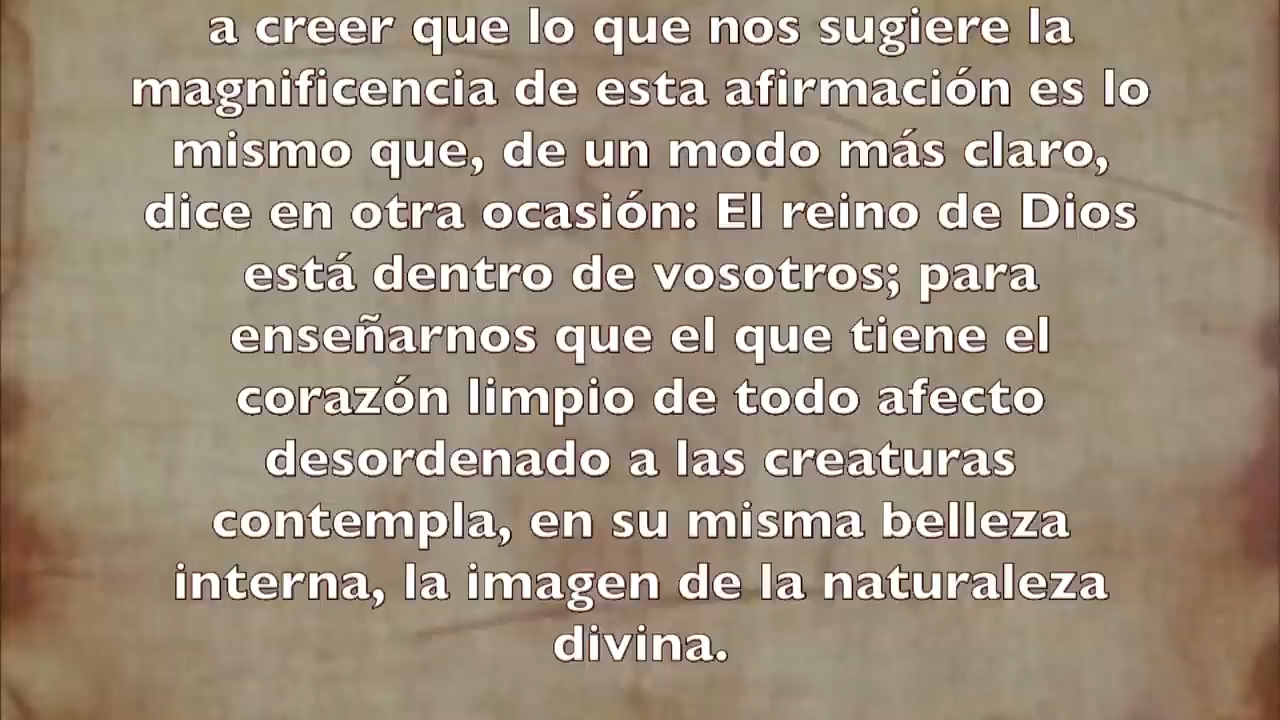 a creer que lo que nos sugiere la
magnificencia de esta afirmación es lo
mismo que, de un modo más claro,
dice en otra ocasión: El reino de Dios
está dentro de vosotros; para
enseñarnos que el que tiene el
corazón limpio de todo afecto
desordenado a las creaturas
contempla, en su misma belleza
interna, la imagen de la naturaleza
divina.